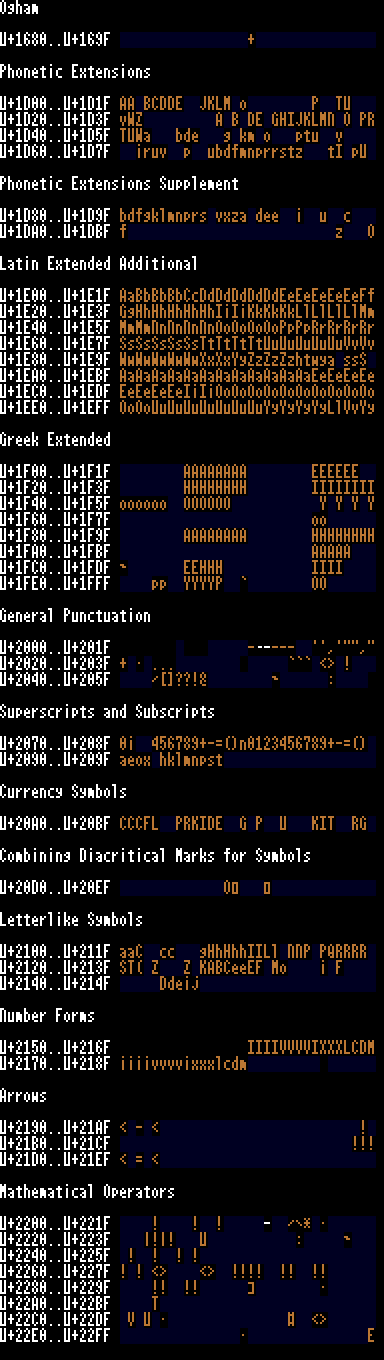 Ogham
U+1680..U+169F +
Phonetic Extensions
U+1D00..U+1D1F AA BCDDE JKLM o P TU
U+1D20..U+1D3F vWZ A B DE GHIJKLMN O PR
U+1D40..U+1D5F TUWa bde g km o ptu v
U+1D60..U+1D7F iruv p ubdfmnprrstz tI pU
Phonetic Extensions Supplement
U+1D80..U+1D9F bdfgklmnprs vxza dee i u c
U+1DA0..U+1DBF f z O
Latin Extended Additional
U+1E00..U+1E1F AaBbBbBbCcDdDdDdDdDdEeEeEeEeEeFf
U+1E20..U+1E3F GgHhHhHhHhHhIiIiKkKkKkLlLlLlLlMm
U+1E40..U+1E5F MmMmNnNnNnNnOoOoOoOoPpPpRrRrRrRr
U+1E60..U+1E7F SsSsSsSsSsTtTtTtTtUuUuUuUuUuVvVv
U+1E80..U+1E9F WwWwWwWwWwXxXxYyZzZzZzhtwya ssS
U+1EA0..U+1EBF AaAaAaAaAaAaAaAaAaAaAaAaEeEeEeEe
U+1EC0..U+1EDF EeEeEeEeIiIiOoOoOoOoOoOoOoOoOoOo
U+1EE0..U+1EFF OoOoUuUuUuUuUuUuUuYyYyYyYyLlVvYy
Greek Extended
U+1F00..U+1F1F AAAAAAAA EEEEEE
U+1F20..U+1F3F HHHHHHHH IIIIIIII
U+1F40..U+1F5F oooooo OOOOOO Y Y Y Y
U+1F60..U+1F7F oo
U+1F80..U+1F9F AAAAAAAA HHHHHHHH
U+1FA0..U+1FBF AAAAA
U+1FC0..U+1FDF ~ EEHHH IIII
U+1FE0..U+1FFF pp YYYYP ` OO
General Punctuation
U+2000..U+201F ------ '','"",“
U+2020..U+203F + · ... ``` <> !
U+2040..U+205F /[]??!& ~ :
Superscripts and Subscripts
U+2070..U+208F 0i 456789+-=()n0123456789+-=()
U+2090..U+209F aeox hklmnpst
Currency Symbols
U+20A0..U+20BF CCCFL PRKIDE G P U KIT RG
Combining Diacritical Marks for Symbols
U+20D0..U+20EF O□ □
Letterlike Symbols
U+2100..U+211F aaC cc gHhHhhIILl NNP PQRRRR
U+2120..U+213F ST( Z Z KABCeeEF Mo i F
U+2140..U+214F Ddeij
Number Forms
U+2150..U+216F IIIIVVVVIXXXLCDM
U+2170..U+218F iiiivvvvixxxlcdm
Arrows
U+2190..U+21AF < - < !
U+21B0..U+21CF !!!
U+21D0..U+21EF < = <
Mathematical Operators
U+2200..U+221F ! ! ! - /\* ·
U+2220..U+223F |!!! U : ~
U+2240..U+225F ! ! ! !
U+2260..U+227F ! ! <> <> !!!! !! !!
U+2280..U+229F !! !! ]
U+22A0..U+22BF T
U+22C0..U+22DF V U · # <>
U+22E0..U+22FF · E